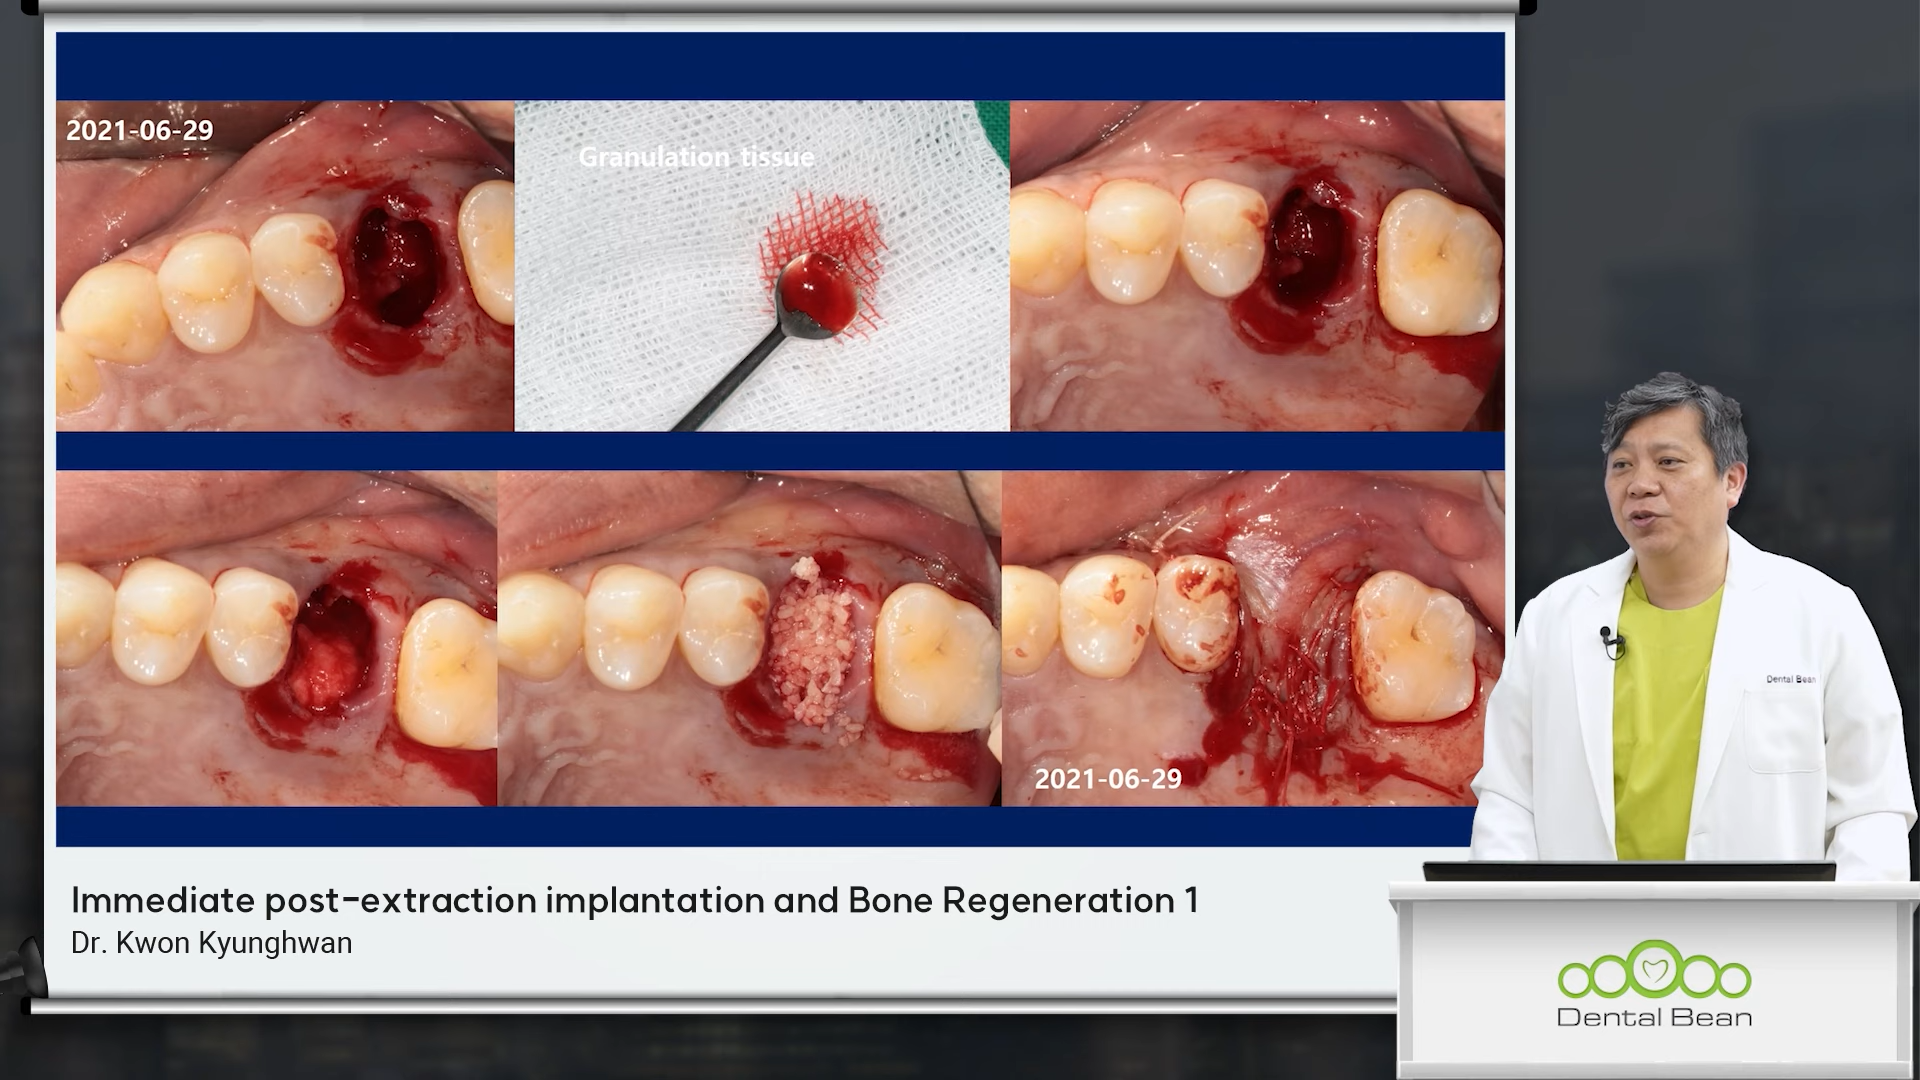 2021-06-29
Granulation tissue
2021-06-29
Immediate post-extraction implantation and Bone Regeneration 1
Dr. Kwon Kyunghwan
Dental Bean
Dental Bean